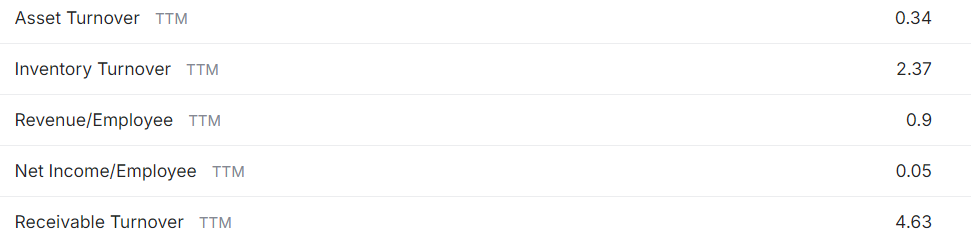 Asset Turnover TTM 0.34
Inventory Turnover TTM 2.37
Revenue/Employee TTM 0.9
Net Income/Employee TTM 0.05
Receivable Turnover TTM 4.63